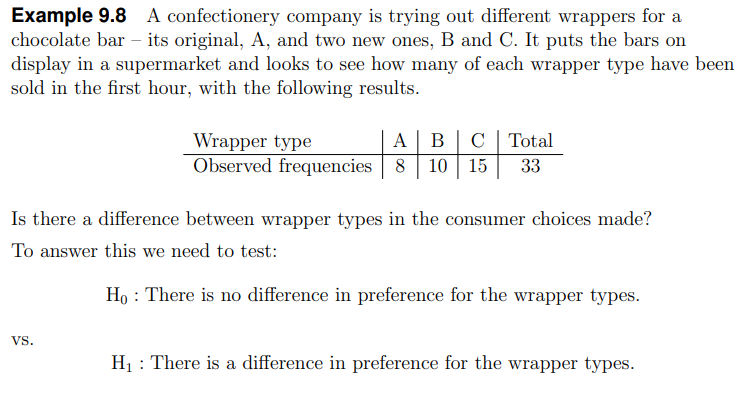 Example 9.8 A confectionery company is trying out different wrappers for a
chocolate bar – its original, A, and two new ones, B and C. It puts the bars on
display in a supermarket and looks to see how many of each wrapper type have been
sold in the first hour, with the following results.
Wrapper type A B C Total
Observed frequencies 8 10 15 33
Is there a difference between wrapper types in the consumer choices made?
To answer this we need to test:
H₀ : There is no difference in preference for the wrapper types.
vs.
H₁ : There is a difference in preference for the wrapper types.